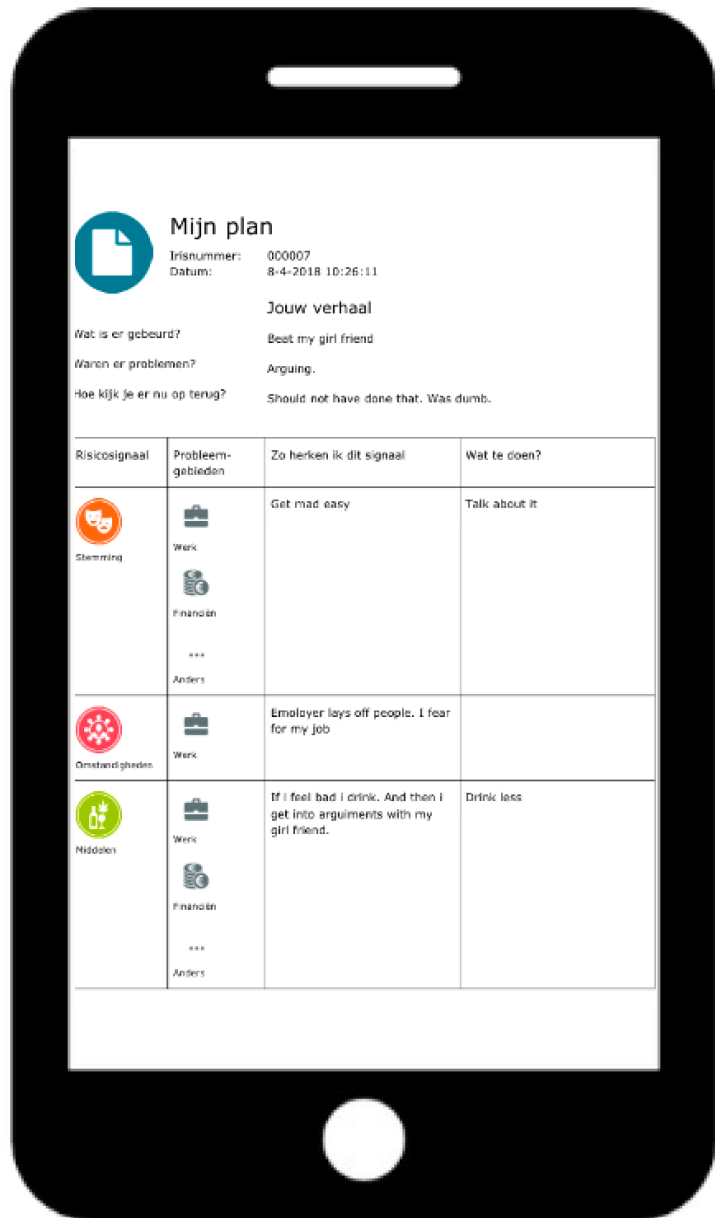 Mijn plan
Irisnummer: 000007
Datum: 8-4-2018 10:26:11
Jouw verhaal
Wat is er gebeurd? Beat my girl friend
Waren er problemen? Arguing.
Hoe kijk je er nu op terug? Should not have done that. Was dumb.
Risicosignaal Probleem- Zo herken ik dit signaal Wat te doen?
gebieden
Get mad easy Talk about it
Werk
Stemming
Financiën
...
Anders
Emoloyer lays off people. I fear
for my job
Werk
Omstandigheden
If i feel bad i drink. And then i Drink less
get into arguiments with my
girl friend.
Werk
Middelen
Financiën
...
Anders